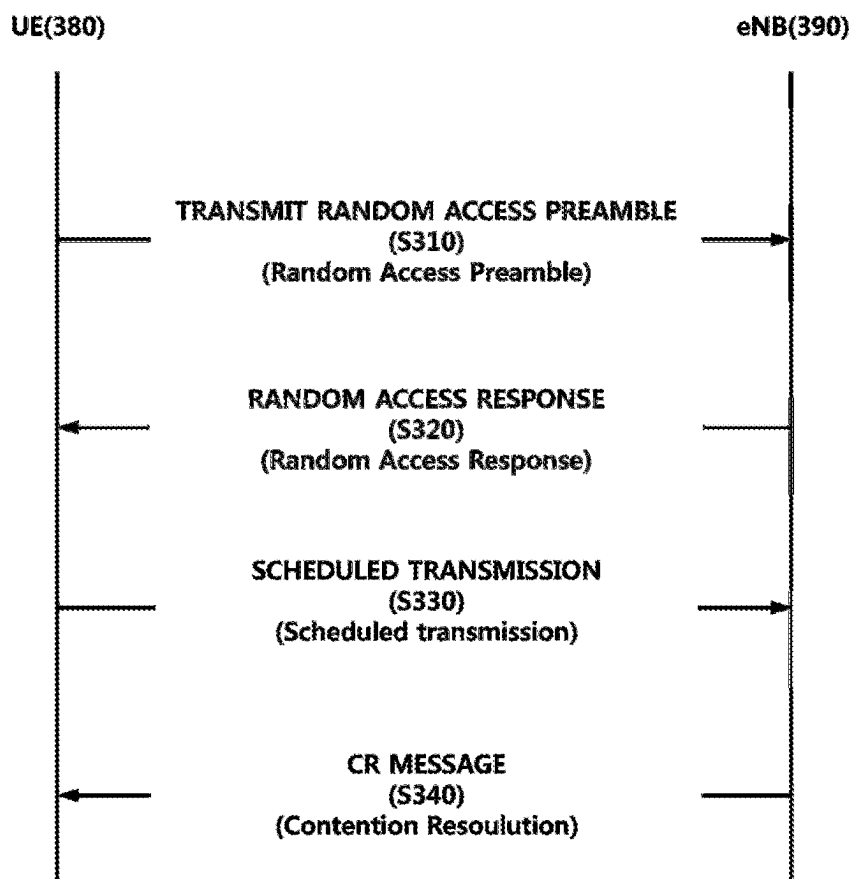 UE(380)
eNB(390)
TRANSMIT RANDOM ACCESS PREAMBLE
(S310)
(Random Access Preamble)
RANDOM ACCESS RESPONSE
(S320)
(Random Access Response)
SCHEDULED TRANSMISSION
(S330)
(Scheduled transmission)
CR MESSAGE
(S340)
(Contention Resoulution)